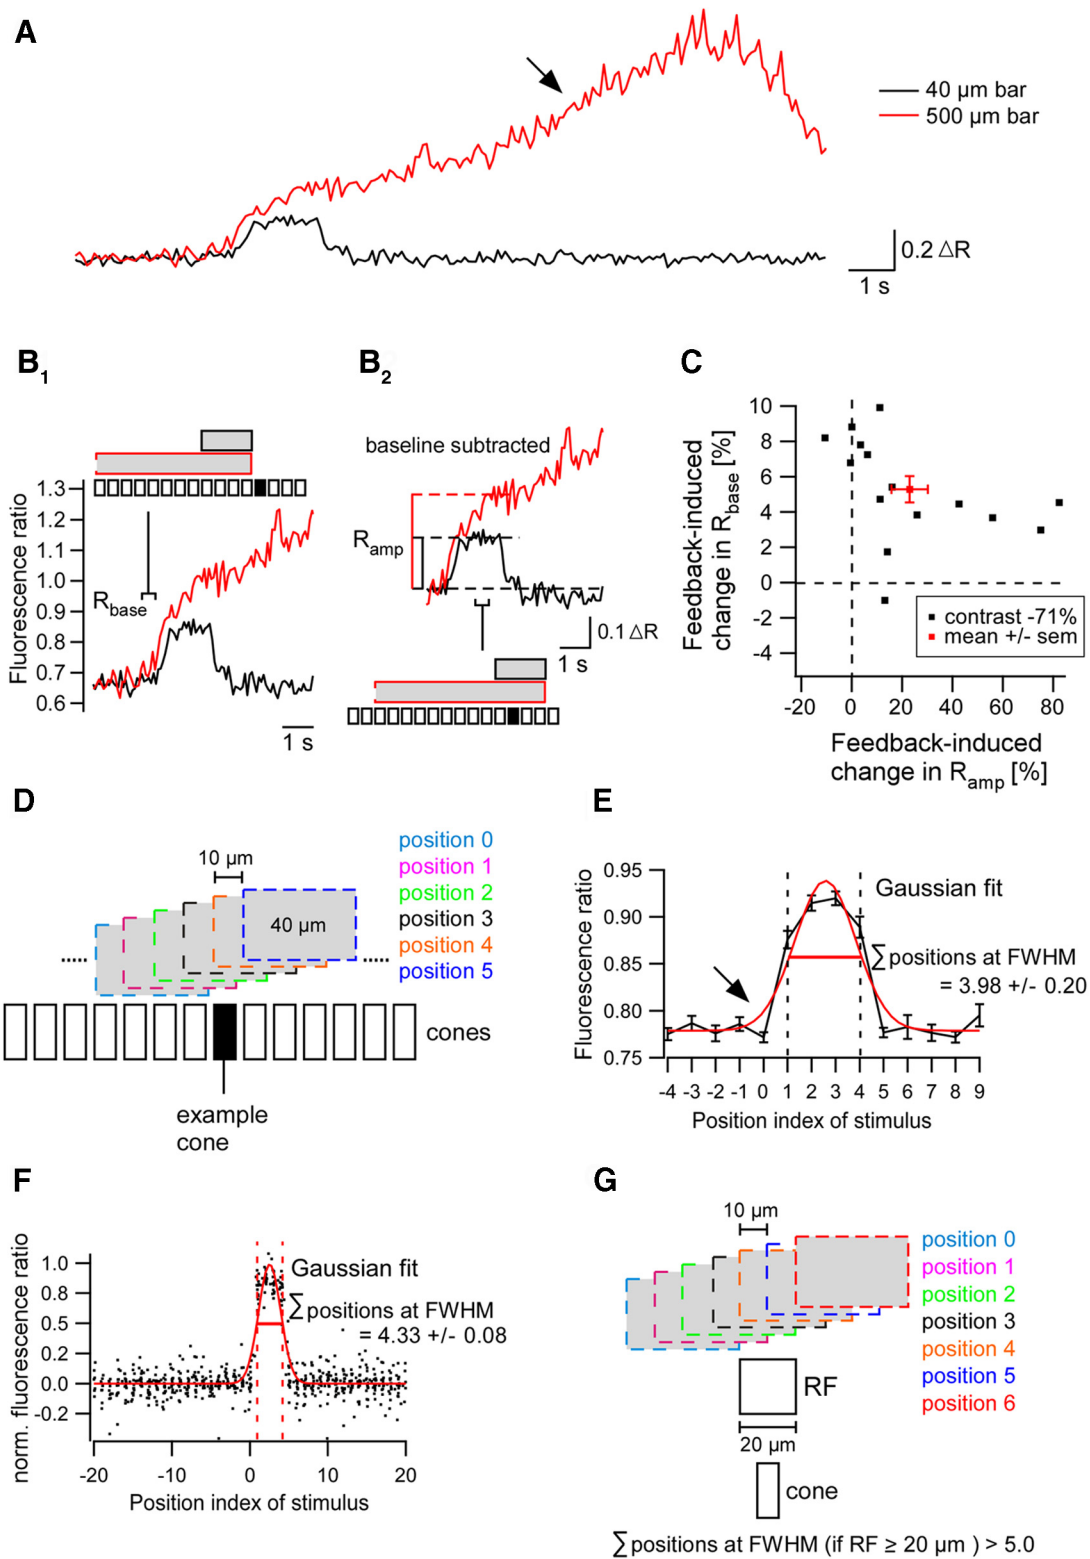 A
40 µm bar
500 µm bar
0.2 ΔR
1 s
B1
1.3
1.2
1.1
1.0
0.9
0.8
0.7
0.6
Fluorescence ratio
Rbase
1 s
B2
baseline subtracted
Ramp
0.1 ΔR
1 s
C
10
8
6
4
2
0
-2
-4
Feedback-induced
change in Rbase [%]
contrast -71%
mean +/- sem
-20 0 20 40 60 80
Feedback-induced
change in Ramp [%]
D
10 µm
40 µm
position 0
position 1
position 2
position 3
position 4
position 5
cones
example
cone
E
0.95
0.90
0.85
0.80
0.75
Fluorescence ratio
Gaussian fit
∑positions at FWHM
= 3.98 +/- 0.20
-4 -3 -2 -1 0 1 2 3 4 5 6 7 8 9
Position index of stimulus
F
1.0
0.8
0.5
0.2
0.0
-0.2
norm. fluorescence ratio
Gaussian fit
∑positions at FWHM
= 4.33 +/- 0.08
-20 -10 0 10 20
Position index of stimulus
G
10 µm
position 0
position 1
position 2
position 3
position 4
position 5
position 6
RF
20 µm
cone
∑positions at FWHM (if RF ≥ 20 µm ) > 5.0